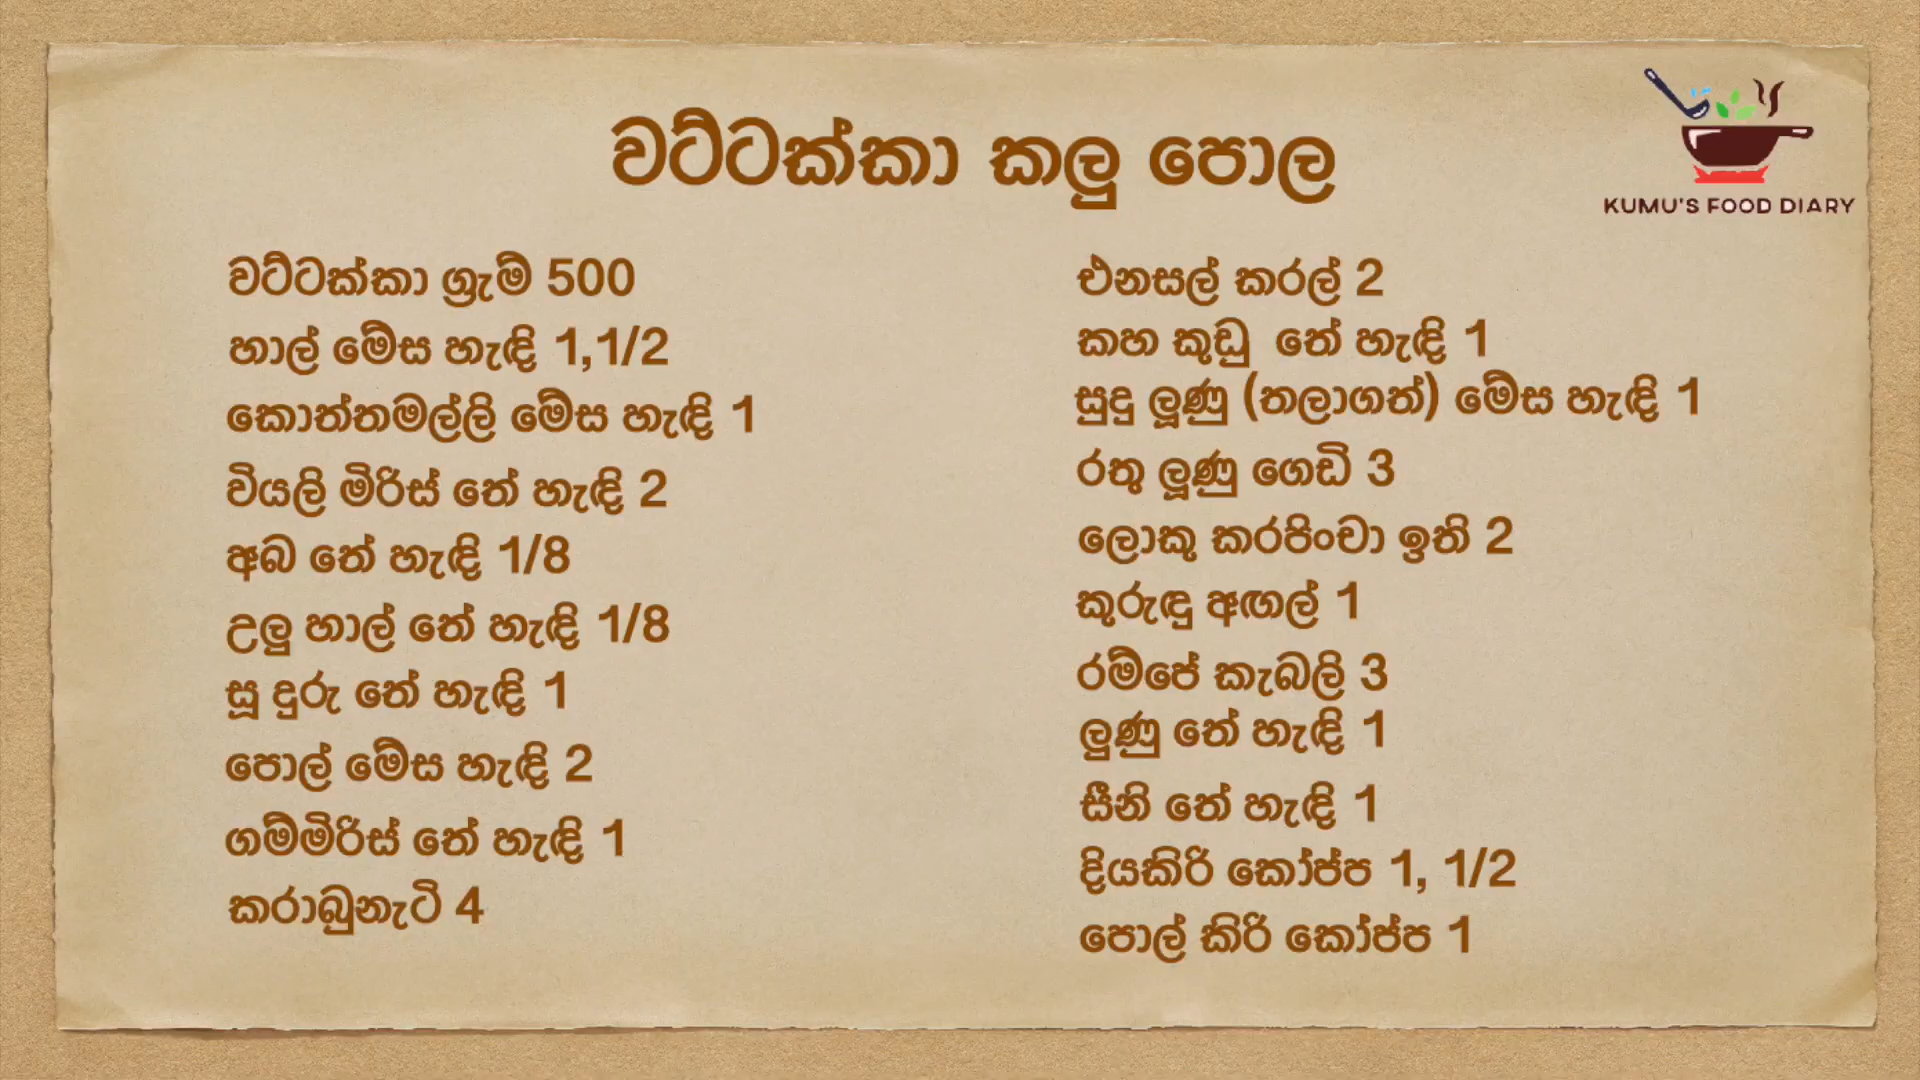 වට්ටක්කා කලු පොල
KUMU'S FOOD DIARY
වට්ටක්කා ග්‍රැම් 500
හාල් මේස හැඳි 1,1/2
කොත්තමල්ලි මේස හැඳි 1
වියලි මිරිස් තේ හැඳි 2
අබ තේ හැඳි 1/8
උලු හාල් තේ හැඳි 1/8
සූ දුරු තේ හැඳි 1
පොල් මේස හැඳි 2
ගම්මිරිස් තේ හැඳි 1
කරාබුනැටි 4
එනසල් කරල් 2
කහ කුඩු තේ හැඳි 1
සුදු ලූණු (තලාගත්) මේස හැඳි 1
රතු ලූණු ගෙඩි 3
ලොකු කරපිංචා ඉති 2
කුරුඳු අඟල් 1
රම්පේ කැබලි 3
ලුණු තේ හැඳි 1
සීනි තේ හැඳි 1
දියකිරි කෝප්ප 1, 1/2
පොල් කිරි කෝප්ප 1